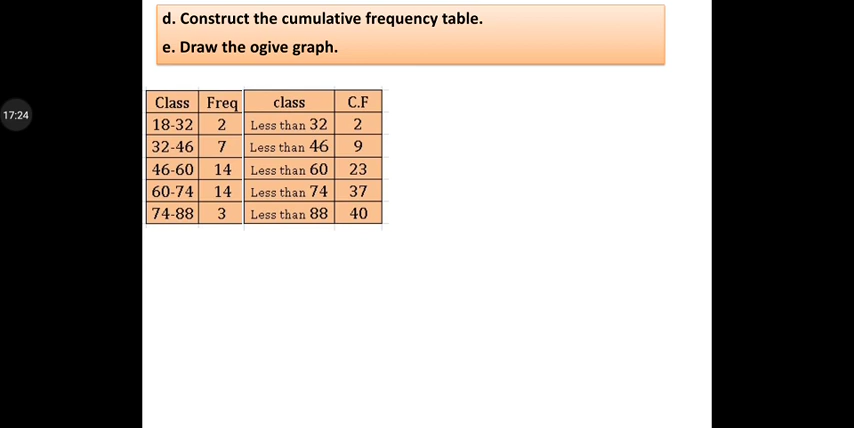 d. Construct the cumulative frequency table.
e. Draw the ogive graph.
17:24
Class Freq class C.F
18-32 2 Less than 32 2
32-46 7 Less than 46 9
46-60 14 Less than 60 23
60-74 14 Less than 74 37
74-88 3 Less than 88 40